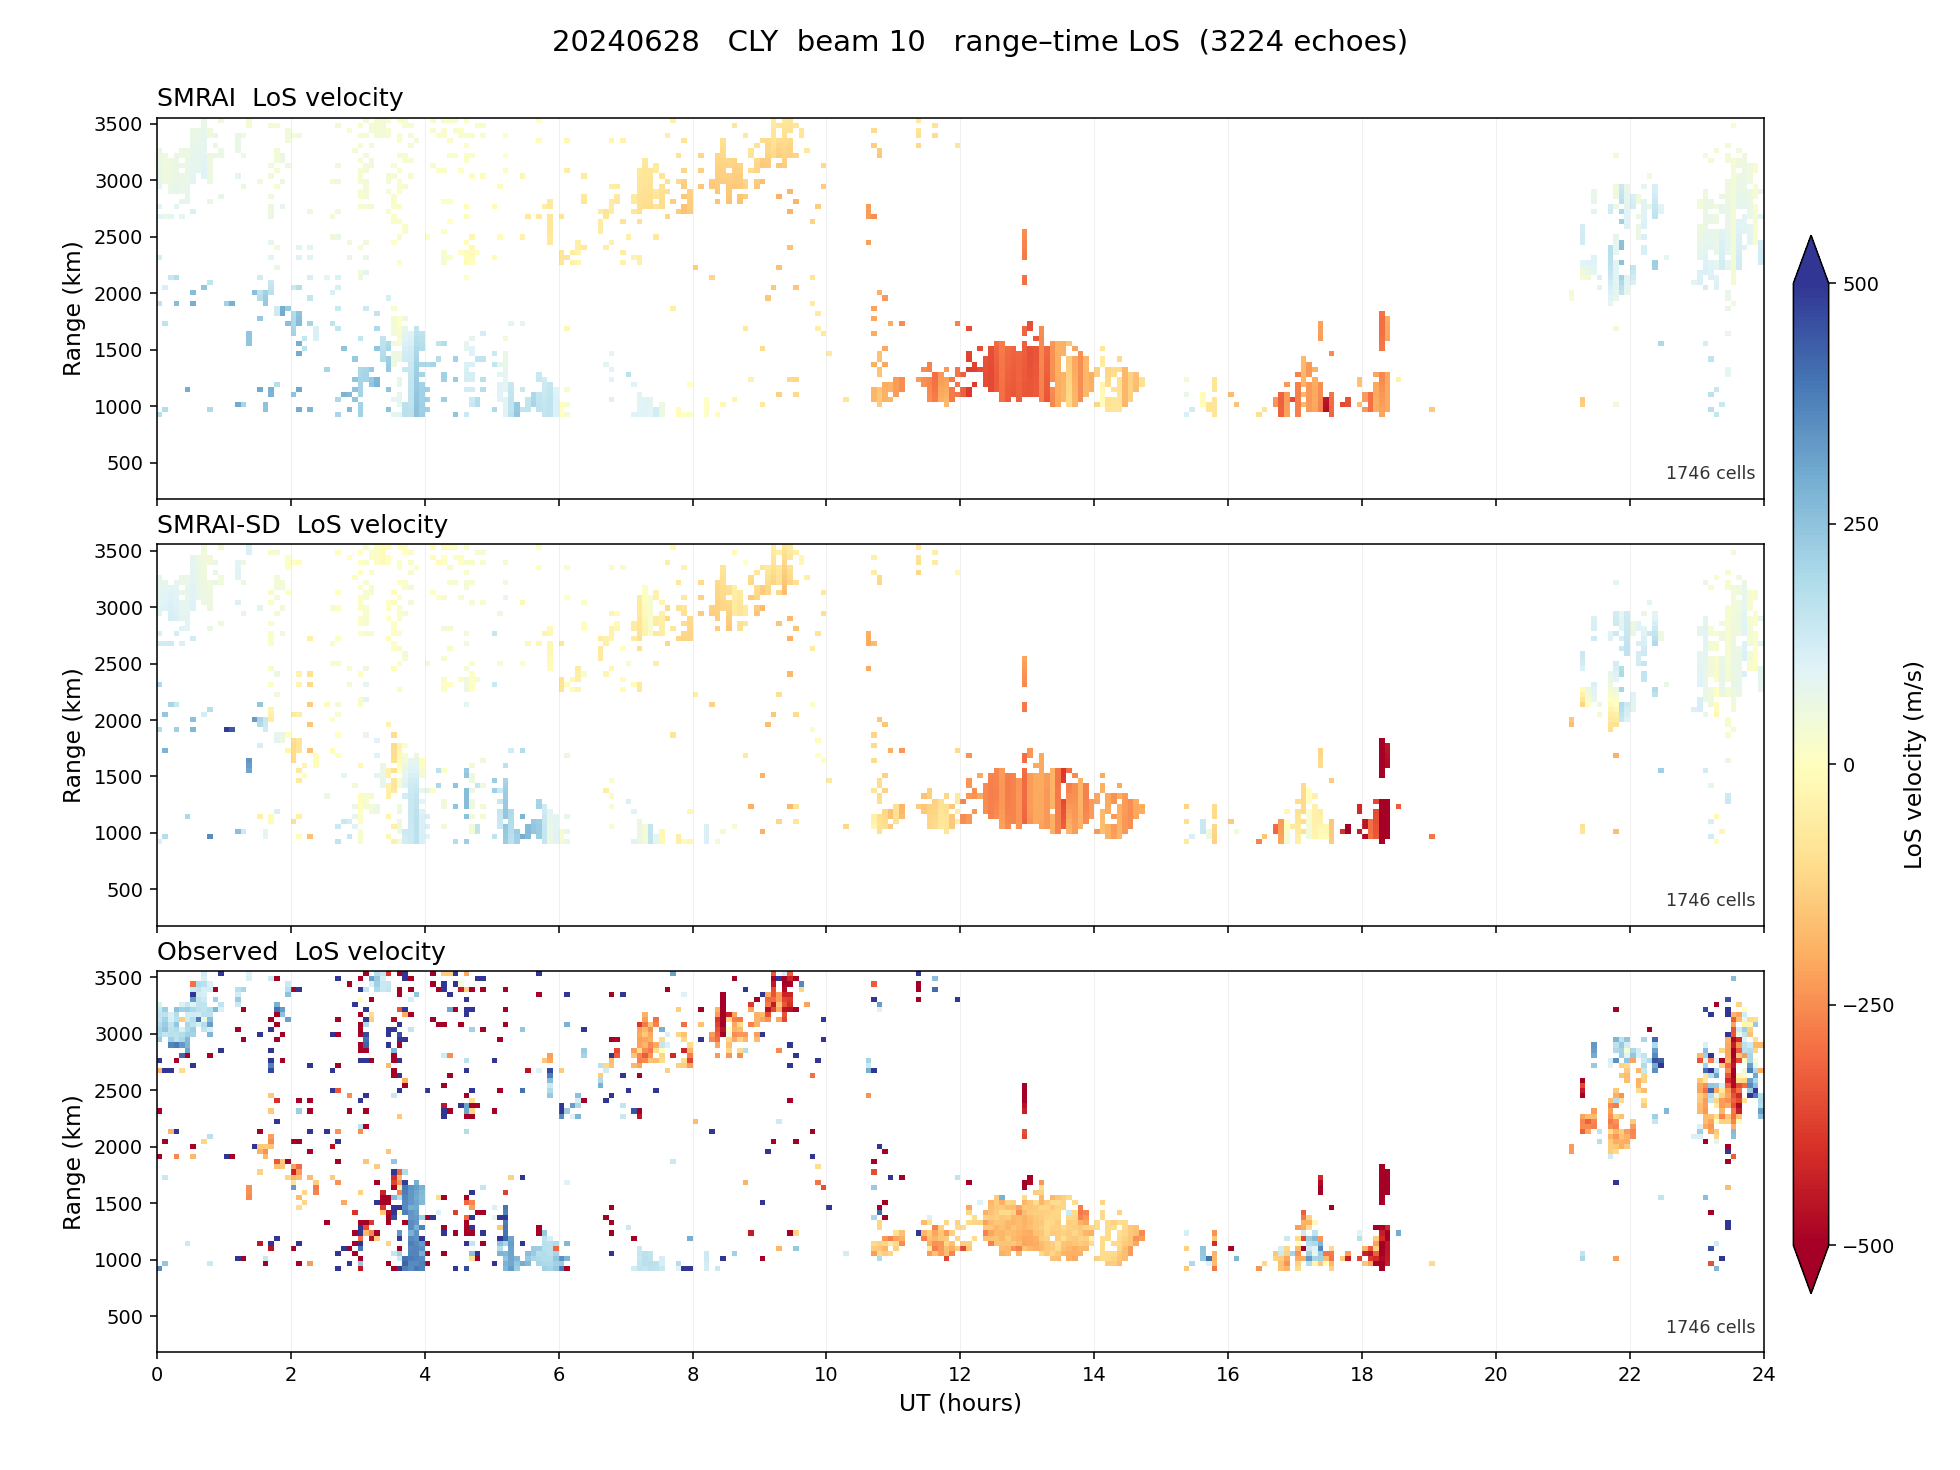 20240628   CLY  beam 10   range–time LoS  (3224 echoes)
SMRAI  LoS velocity
3500
3000
2500
2000
1500
1000
500
Range (km)
1746 cells
SMRAI-SD  LoS velocity
3500
3000
2500
2000
1500
1000
500
Range (km)
1746 cells
Observed  LoS velocity
3500
3000
2500
2000
1500
1000
500
Range (km)
1746 cells
0 2 4 6 8 10 12 14 16 18 20 22 24
UT (hours)
500
250
0
−250
−500
LoS velocity (m/s)